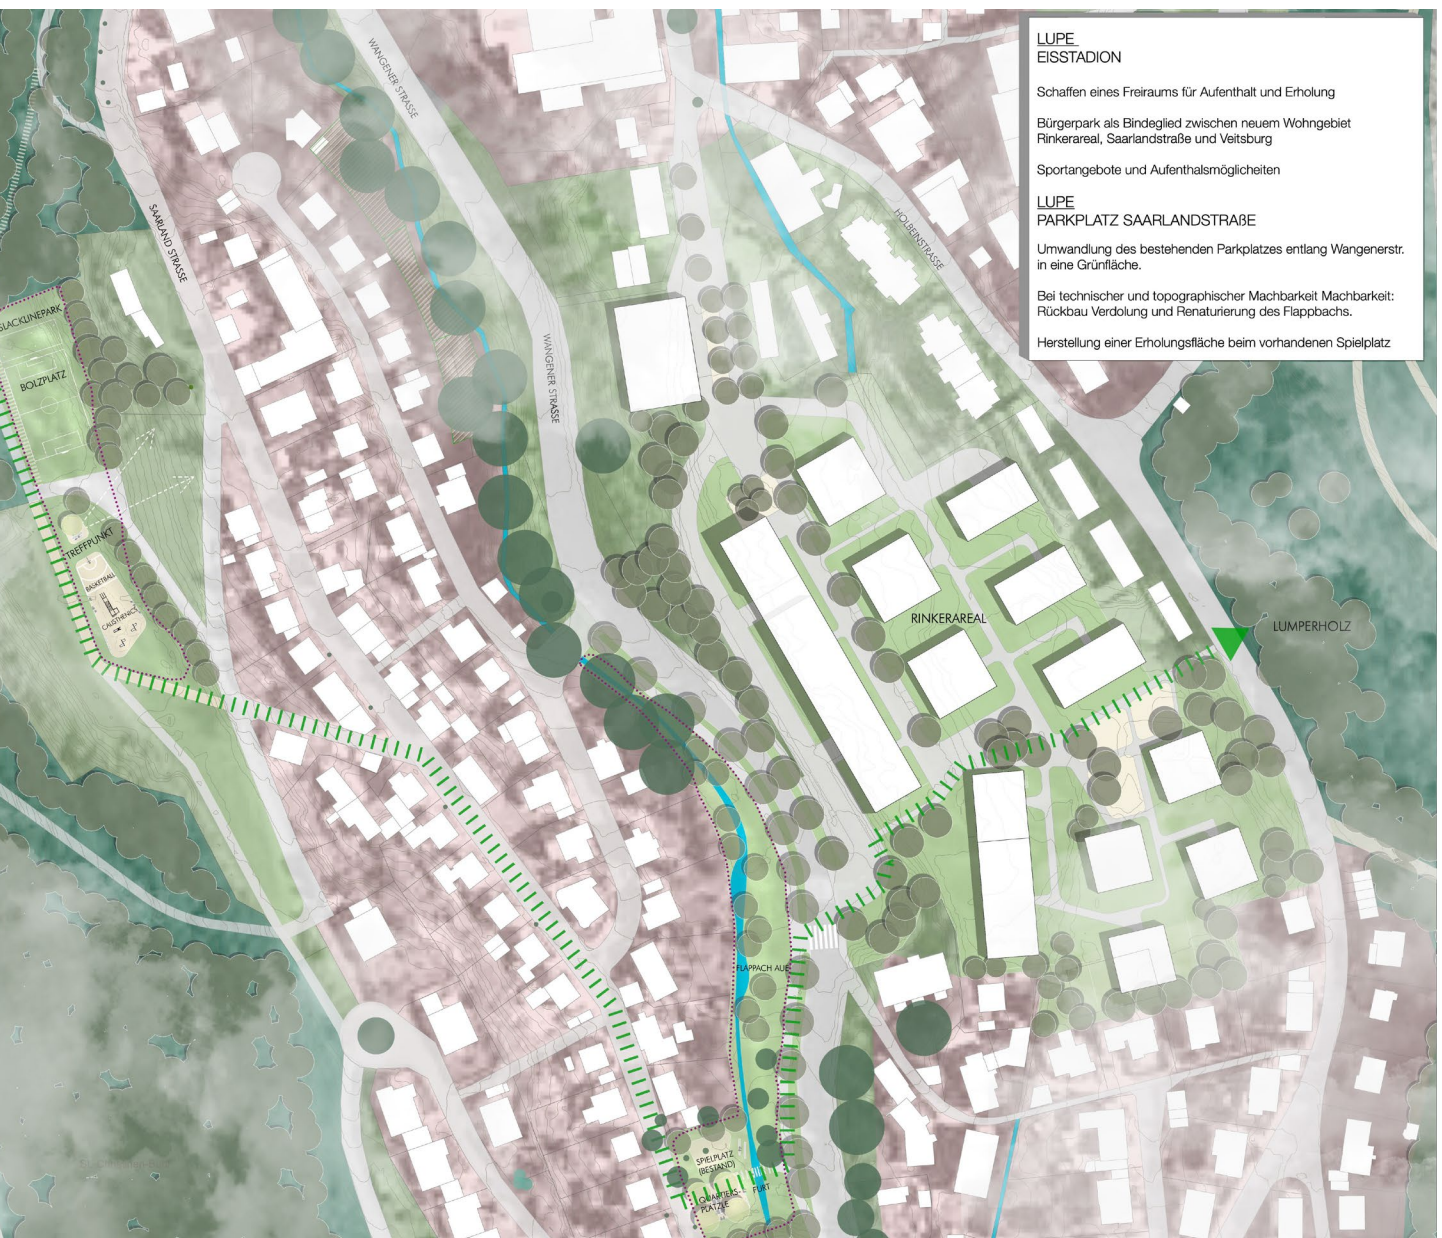 LUPE
EISSTADION
Schaffen eines Freiraums für Aufenthalt und Erholung
Bürgerpark als Bindeglied zwischen neuem Wohngebiet
Rinkerareal, Saarlandstraße und Veitsburg
Sportangebote und Aufenthalsmöglicheiten
LUPE
PARKPLATZ SAARLANDSTRAßE
Umwandlung des bestehenden Parkplatzes entlang Wangenerstr.
in eine Grünfläche.
Bei technischer und topographischer Machbarkeit Machbarkeit:
Rückbau Verdolung und Renaturierung des Flappbachs.
Herstellung einer Erholungsfläche beim vorhandenen Spielplatz
WANGENER STRASSE
SAARLAND STRASSE
HOLBEINSTRASSE
SLACKLINEPARK
BOLZPLATZ
WANGENER STRASSE
TREFFPUNKT
BASKETBALL
CALISTHENICS
RINKERAREAL
LUMPERHOLZ
FLAPPACH AUE
SPIELPLATZ
(BESTAND)
QUARTIERS-
PLÄTZLE
FURT